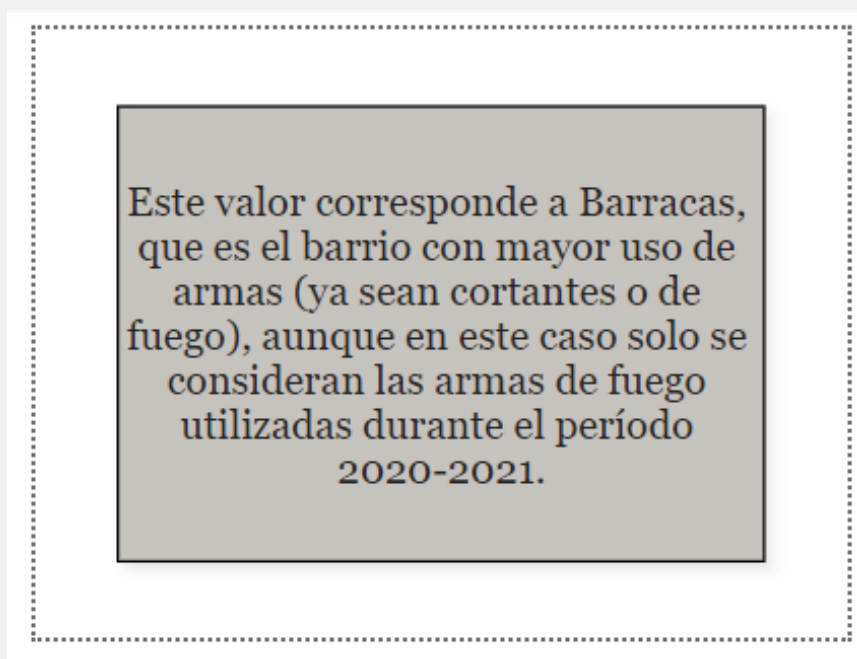 Este valor corresponde a Barracas,
que es el barrio con mayor uso de
armas (ya sean cortantes o de
fuego), aunque en este caso solo se
consideran las armas de fuego
utilizadas durante el período
2020-2021.